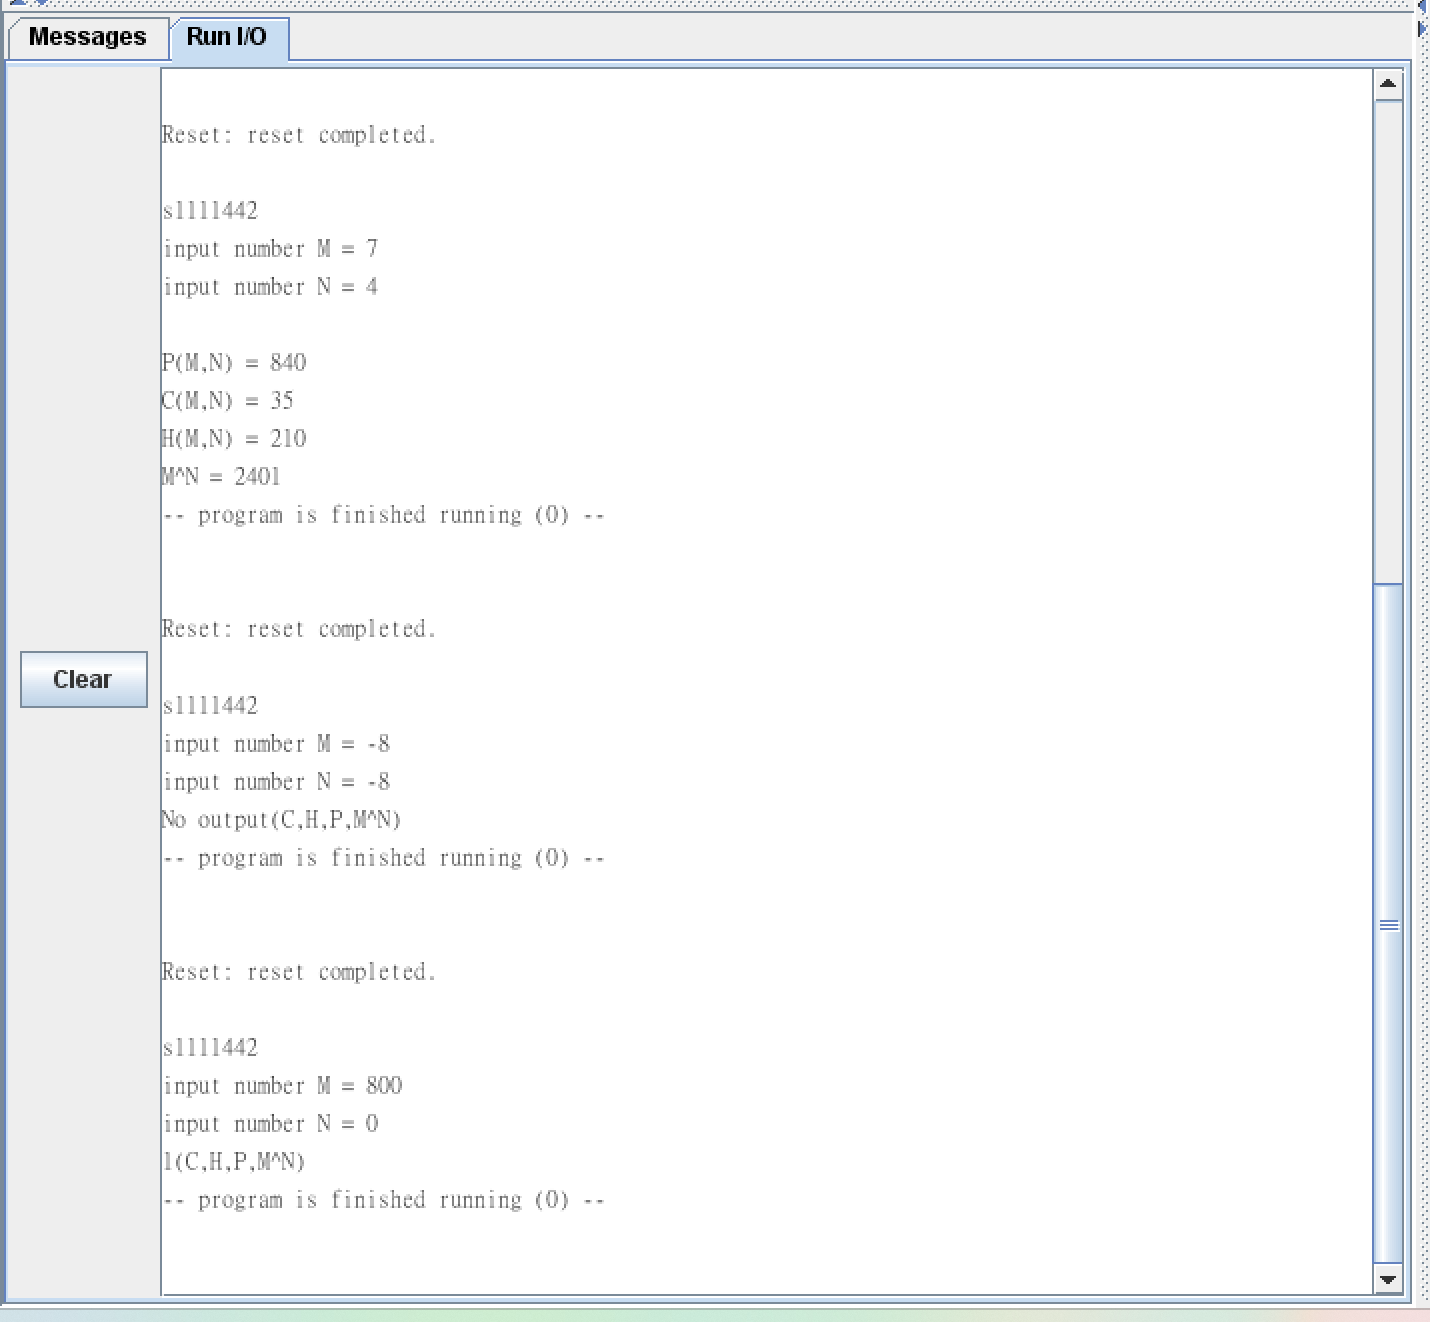 Messages
Run I/O
Reset: reset completed.
s1111442
input number M = 7
input number N = 4
P(M,N) = 840
C(M,N) = 35
H(M,N) = 210
M^N = 2401
-- program is finished running (0) --
Reset: reset completed.
Clear
s1111442
input number M = -8
input number N = -8
No output(C,H,P,M^N)
-- program is finished running (0) --
Reset: reset completed.
s1111442
input number M = 800
input number N = 0
1(C,H,P,M^N)
-- program is finished running (0) --